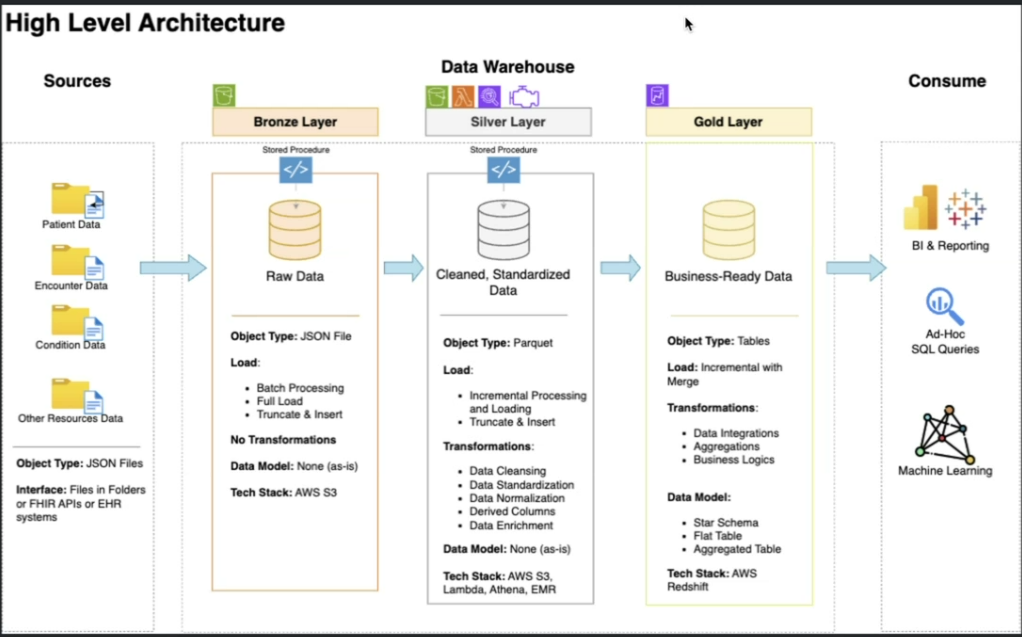 High Level Architecture
Sources
Data Warehouse
Consume
Bronze Layer
Silver Layer
Gold Layer
Stored Procedure
</>
Stored Procedure
</>
Patient Data
Encounter Data
Condition Data
Other Resources Data
Object Type: JSON Files
Interface: Files in Folders
or FHIR APIs or EHR
systems
Raw Data
Object Type: JSON File
Load:
• Batch Processing
• Full Load
• Truncate & Insert
No Transformations
Data Model: None (as-is)
Tech Stack: AWS S3
Cleaned, Standardized
Data
Object Type: Parquet
Load:
• Incremental Processing
and Loading
• Truncate & Insert
Transformations:
• Data Cleansing
• Data Standardization
• Data Normalization
• Derived Columns
• Data Enrichment
Data Model: None (as-is)
Tech Stack: AWS S3,
Lambda, Athena, EMR
Business-Ready Data
Object Type: Tables
Load: Incremental with
Merge
Transformations:
• Data Integrations
• Aggregations
• Business Logics
Data Model:
• Star Schema
• Flat Table
• Aggregated Table
Tech Stack: AWS
Redshift
BI & Reporting
Ad-Hoc
SQL Queries
Machine Learning